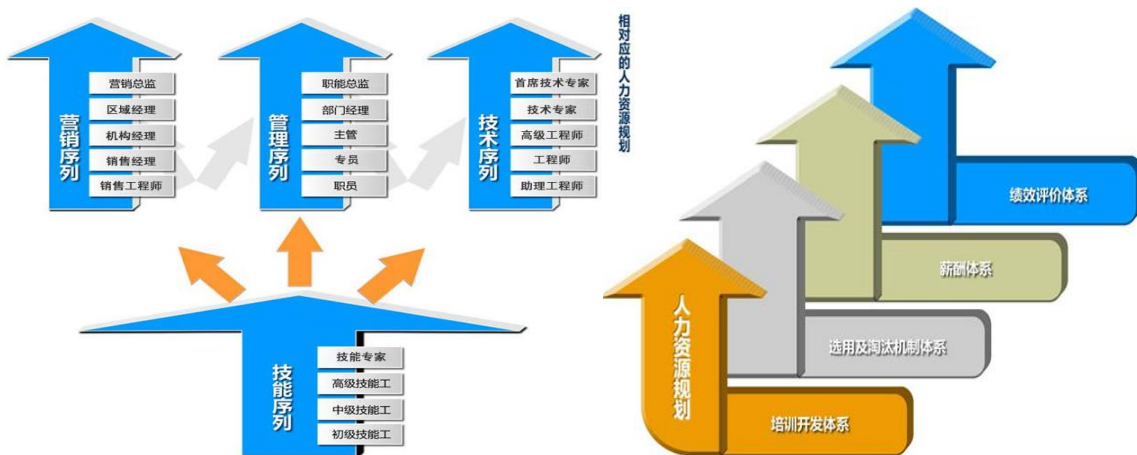 营销序列
营销总监
区域经理
机构经理
销售经理
销售工程师
管理序列
职能总监
部门经理
主管
专员
职员
技术序列
首席技术专家
技术专家
高级工程师
工程师
助理工程师
技能序列
技能专家
高级技能工
中级技能工
初级技能工
相对应的人力资源规划
绩效评价体系
薪酬体系
选用及淘汰机制体系
人力资源规划
培训开发体系